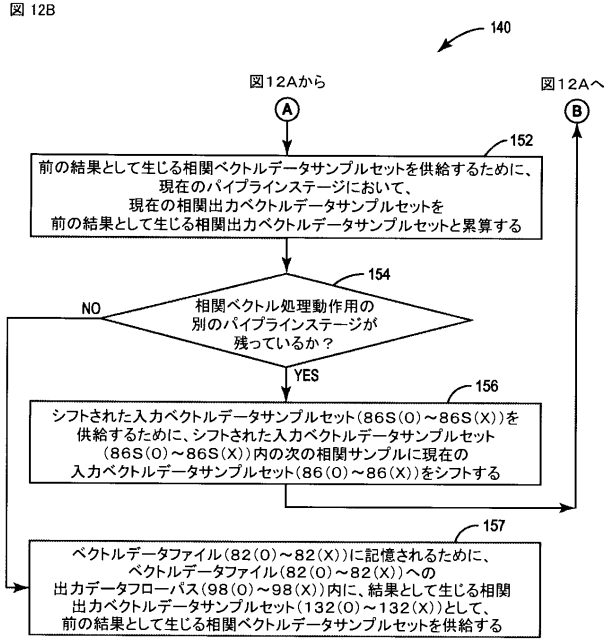 図 12B
140
図12Aから
A
図12Aへ
B
152
前の結果として生じる相関ベクトルデータサンプルセットを供給するために、
現在のパイプラインステージにおいて、
現在の相関出力ベクトルデータサンプルセットを
前の結果として生じる相関出力ベクトルデータサンプルセットと累算する
154
相関ベクトル処理動作用の
別のパイプラインステージが
残っているか？
NO
YES
156
シフトされた入力ベクトルデータサンプルセット(86S(0)～86S(X))を
供給するために、シフトされた入力ベクトルデータサンプルセット
(86S(0)～86S(X))内の次の相関サンプルに現在の
入力ベクトルデータサンプルセット(86(0)～86(X))をシフトする
157
ベクトルデータファイル(82(0)～82(X))に記憶されるために、
ベクトルデータファイル(82(0)～82(X))への
出力データフローパス(98(0)～98(X))内に、結果として生じる相関
出力ベクトルデータサンプルセット(132(0)～132(X))として、
前の結果として生じる相関ベクトルデータサンプルセットを供給する